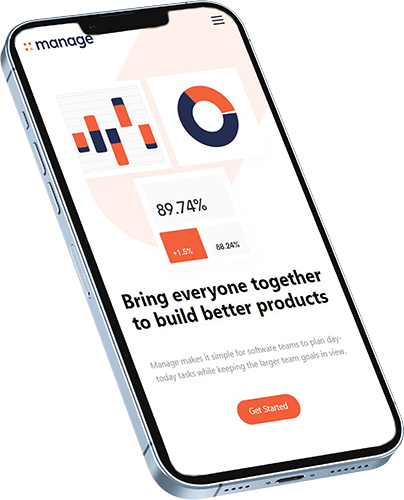 manage
89.74%
+1.5%
88.24%
Bring everyone together
to build better products
Manage makes it simple for software teams to plan day-
today tasks while keeping the larger team goals in view.
Get Started